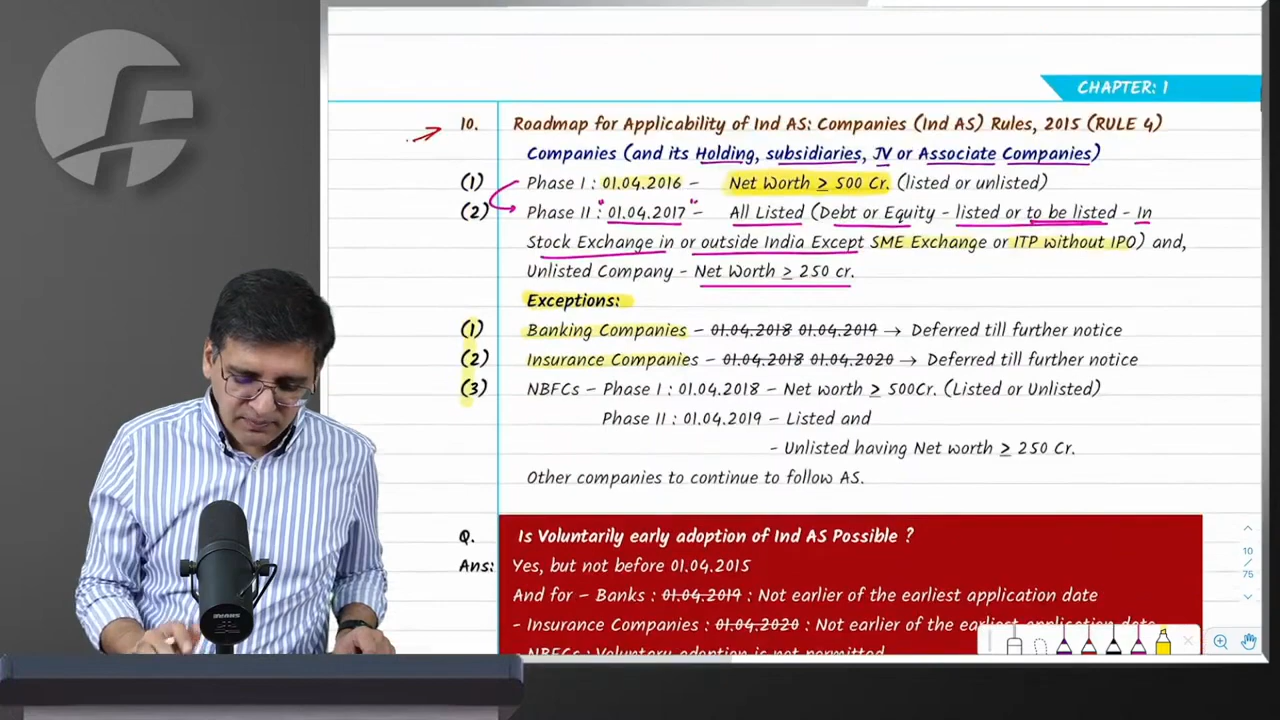 CHAPTER: 1
10. Roadmap for Applicability of Ind AS: Companies (Ind AS) Rules, 2015 (RULE 4)
Companies (and its Holding, subsidiaries, JV or Associate Companies)
(1) Phase I : 01.04.2016 – Net Worth ≥ 500 Cr. (listed or unlisted)
(2) Phase II : "01.04.2017" – All Listed (Debt or Equity - listed or to be listed - In
Stock Exchange in or outside India Except SME Exchange or ITP without IPO) and,
Unlisted Company - Net Worth ≥ 250 cr.
Exceptions:
(1) Banking Companies – 01.04.2018 01.04.2019 → Deferred till further notice
(2) Insurance Companies – 01.04.2018 01.04.2020 → Deferred till further notice
(3) NBFCs – Phase I : 01.04.2018 – Net worth ≥ 500Cr. (Listed or Unlisted)
Phase II : 01.04.2019 – Listed and
- Unlisted having Net worth ≥ 250 Cr.
Other companies to continue to follow AS.
Q. Is Voluntarily early adoption of Ind AS Possible ?
Ans: Yes, but not before 01.04.2015
And for – Banks : 01.04.2019 : Not earlier of the earliest application date
- Insurance Companies : 01.04.2020 : Not earlier of the earliest application date
- NBFCs : Voluntary adoption is not permitted
10
/
75